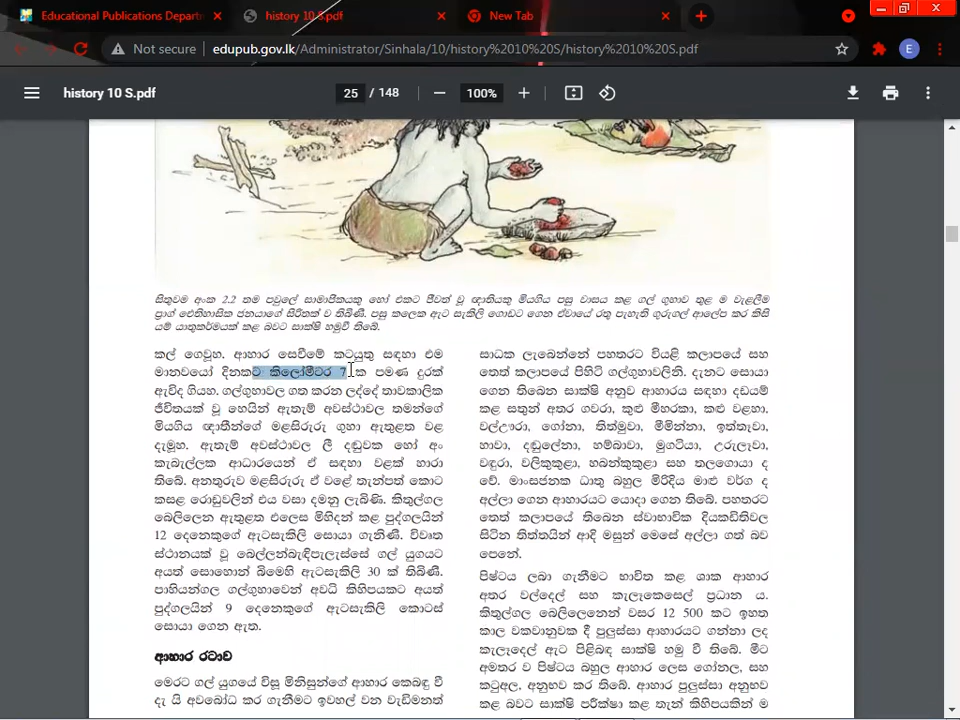 Educational Publications Depart
history 10 S.pdf
New Tab
Not secure
edupub.gov.lk/Administrator/Sinhala/10/history%2010%20S/history%2010%20S.pdf
E
history 10 S.pdf
25 / 148
100%
සිතුවම අංක 2.2 තම පවුලේ සාමාජිකයකු හෝ එකට ජීවත් වූ ඥාතියකු මියගිය පසු වාසය කළ ගල් ගුහාව තුළ ම වැළලීම
ප්‍රාග් ඓතිහාසික ජනයාගේ සිරිතක් ව තිබිණි. පසු කලෙක ඇට සැකිලි ගොඩට ගෙන ඒවායේ රතු පැහැති ගුරුගල් ආලේප කර කිසි
යම් යාතුකර්මයක් කළ බවට සාක්ෂි හමුවී තිබේ.
කල් ගෙවූහ. ආහාර සෙවීමේ කටයුතු සඳහා එම
මානවයෝ දිනකට කිලෝමීටර 7ක පමණ දුරක්
ඇවිද ගියහ. ගල්ගුහාවල ගත කරන ලද්දේ තාවකාලික
ජීවිතයක් වූ හෙයින් ඇතැම් අවස්ථාවල තමන්ගේ
මියගිය ඥාතීන්ගේ මළසිරුරු ගුහා ඇතුළත වළ
දැමූහ. ඇතැම් අවස්ථාවල ලී දඬුවක හෝ අං
කැබැල්ලක ආධාරයෙන් ඒ සඳහා වළක් හාරා
තිබේ. අනතුරුව මළසිරුර ඒ වළේ තැන්පත් කොට
කසළ රොඩුවලින් එය වසා දමනු ලැබිණි. කිතුල්ගල
බෙලිලෙන ඇතුළත එලෙස මිහිදන් කළ පුද්ගලයින්
12 දෙනෙකුගේ ඇටසැකිලි සොයා ගැනිණි. විවෘත
ස්ථානයක් වූ බෙල්ලන්බැඳිපැලැස්සේ ගල් යුගයට
අයත් සොහොන් බිමෙහි ඇටසැකිලි 30 ක් තිබිණි.
පාහියන්ගල ගල්ගුහාවෙන් අවධි කිහිපයකට අයත්
පුද්ගලයින් 9 දෙනෙකුගේ ඇටසැකිලි කොටස්
සොයා ගෙන ඇත.
ආහාර රටාව
මෙරට ගල් යුගයේ විසූ මිනිසුන්ගේ ආහාර කෙබඳු වී
දැ යි අවබෝධ කර ගැනීමට ඉවහල් වන වැඩිමනත්
සාධක ලැබෙන්නේ පහතරට වියළි කලාපයේ සහ
තෙත් කලාපයේ පිහිටි ගල්ගුහාවලිනි. දැනට සොයා
ගෙන තිබෙන සාක්ෂි අනුව ආහාරය සඳහා දඩයම්
කළ සතුන් අතර ගවරා, කුළු මීහරකා, කළු වළහා,
වල්ඌරා, ගෝනා, තිත්මුවා, මීමින්නා, ඉත්තෑවා,
හාවා, දඬුලේනා, හම්බාවා, මුගටියා, උරුලෑවා,
වඳුරා, වලිකුකුළා, හබන්කුකුළා සහ තලගොයා ද
වේ. මාංසජනක ධාතු බහුල මිරිදිය මාළු වර්ග ද
අල්ලා ගෙන ආහාරයට යොදා ගෙන තිබේ. පහතරට
තෙත් කලාපයේ තිබෙන ස්වාභාවික දියකඩිතිවල
සිටින තිත්තයින් ආදී මසුන් මෙසේ අල්ලා ගත් බව
පෙනේ.
පිෂ්ටය ලබා ගැනීමට භාවිත කළ ශාක ආහාර
අතර වල්දෙල් සහ කැලෑකෙසෙල් ප්‍රධාන ය.
කිතුල්ගල බෙලිලෙනෙන් වසර 12 500 කට ඉහත
කාල වකවානුවක දී පුලුස්සා ආහාරයට ගන්නා ලද
කැලෑදෙල් ඇට පිළිබඳ සාක්ෂි හමු වී තිබේ. මීට
අමතර ව පිෂ්ටය බහුල ආහාර ලෙස ගෝනල, සහ
කටුඅල, අනුභව කර තිබේ. ආහාර පුලුස්සා අනුභව
කළ බවට සාක්ෂි පරීක්ෂා කළ තැන් කිහිපයකින් ම